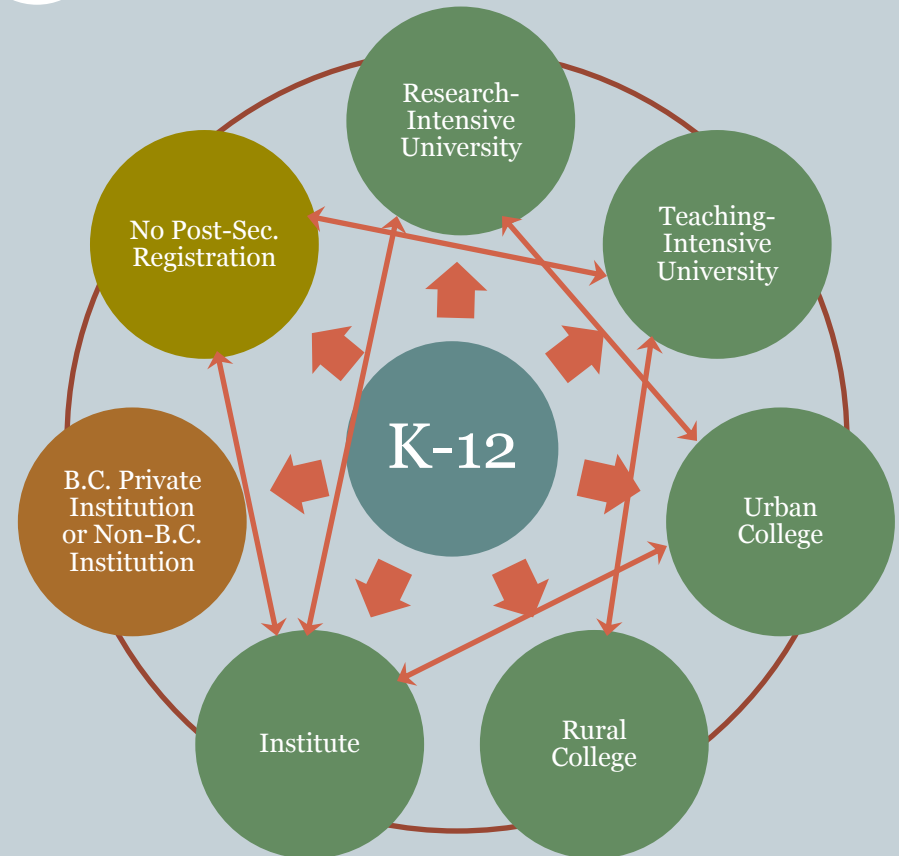 Research-
Intensive
University
No Post-Sec.
Registration
Teaching-
Intensive
University
K-12
B.C. Private
Institution
or Non-B.C.
Institution
Urban
College
Institute
Rural
College